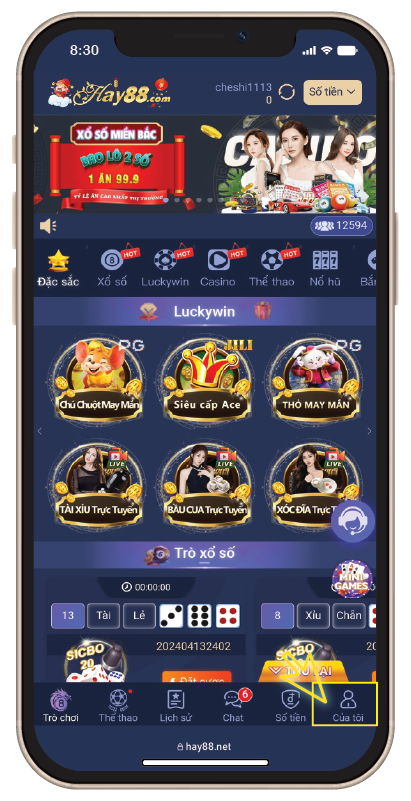 8:30
Hay88.com
cheshi1113
0
Số tiền
XỔ SỐ MIỀN BẮC
BAO LÔ 2 SỐ
1 ĂN 99.9
TỶ LỆ ĂN CAO NHẤT THỊ TRƯỜNG
CASINO
12594
HOT HOT HOT HOT
Đặc sắc Xổ số Luckywin Casino Thể thao Nổ hũ
Luckywin
PG JILI PG
Chú Chuột May Mắn Siêu cấp Ace THỎ MAY MẮN
LIVE LIVE LIVE
TÀI XỈU Trực Tuyến BẦU CUA Trực Tuyến XÓC ĐĨA Trực
Trò xổ số
MINI GAMES
00:00:00
13 Tài Lẻ 8 Xỉu Chẵn
SICBO 20 202404132402 SICBO
Đặt cược
6
Trò chơi Thể thao Lịch sử Chat Số tiền Của tôi
hay88.net